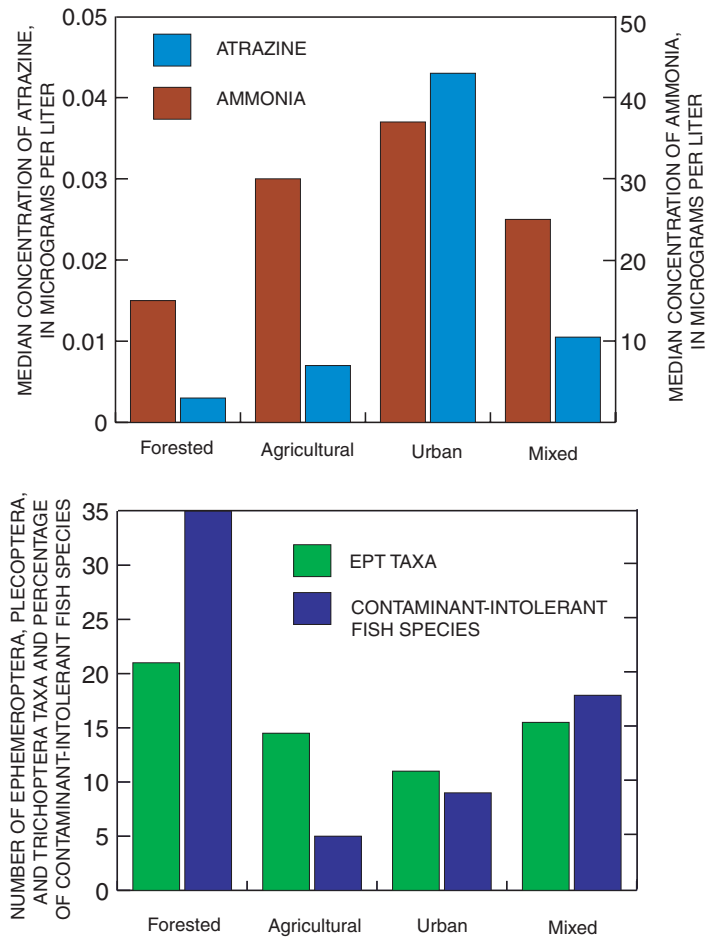 MEDIAN CONCENTRATION OF ATRAZINE,
IN MICROGRAMS PER LITER
0.05
0.04
0.03
0.02
0.01
0
ATRAZINE
AMMONIA
50
40
30
20
10
MEDIAN CONCENTRATION OF AMMONIA,
IN MICROGRAMS PER LITER
Forested Agricultural Urban Mixed
NUMBER OF EPHEMEROPTERA, PLECOPTERA,
AND TRICHOPTERA TAXA AND PERCENTAGE
OF CONTAMINANT-INTOLERANT FISH SPECIES
35
30
25
20
15
10
5
0
EPT TAXA
CONTAMINANT-INTOLERANT
FISH SPECIES
Forested Agricultural Urban Mixed